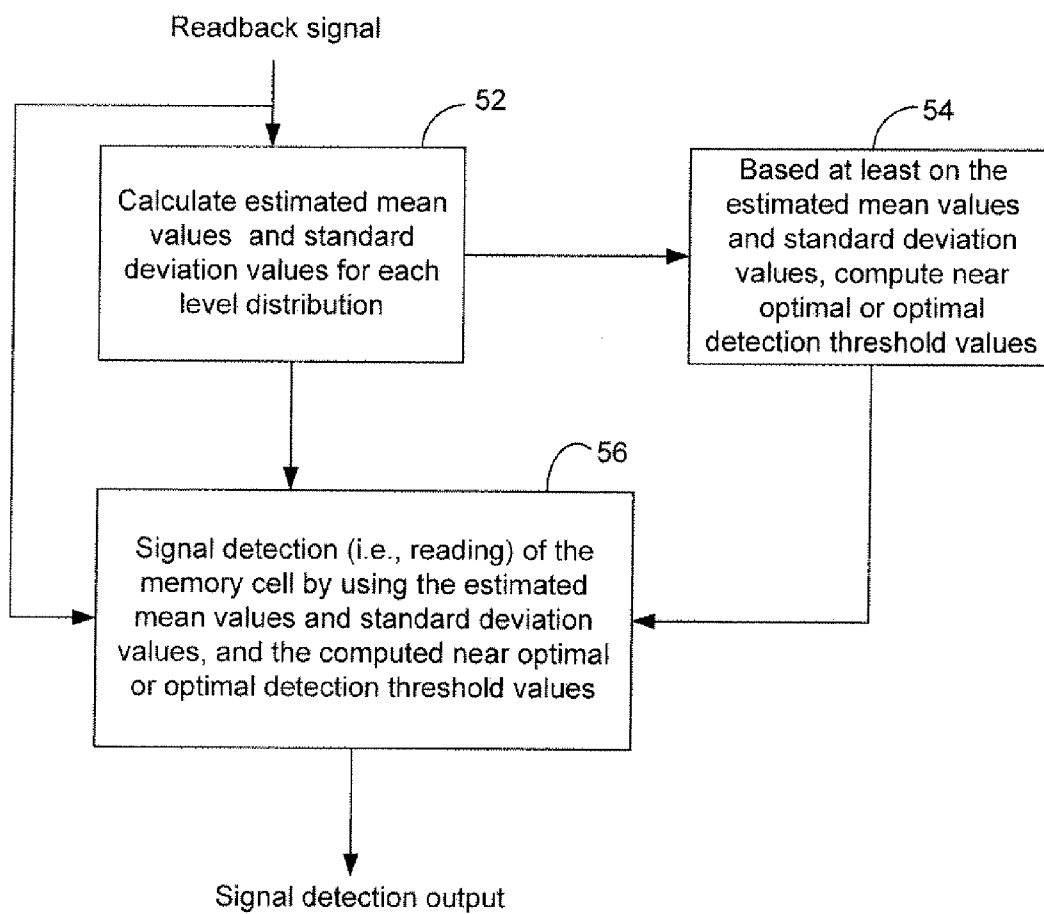 Readback signal
52
Calculate estimated mean
values and standard
deviation values for each
level distribution
54
Based at least on the
estimated mean values
and standard deviation
values, compute near
optimal or optimal
detection threshold values
56
Signal detection (i.e., reading) of the
memory cell by using the estimated
mean values and standard deviation
values, and the computed near optimal
or optimal detection threshold values
Signal detection output